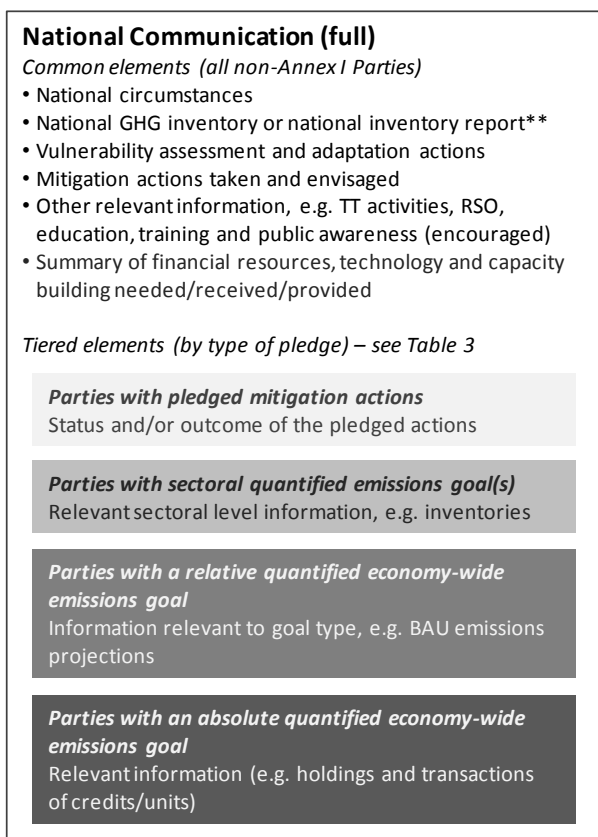 National Communication (full)
Common elements (all non-Annex I Parties)
• National circumstances
• National GHG inventory or national inventory report**
• Vulnerability assessment and adaptation actions
• Mitigation actions taken and envisaged
• Other relevant information, e.g. TT activities, RSO,
education, training and public awareness (encouraged)
• Summary of financial resources, technology and capacity
building needed/received/provided
Tiered elements (by type of pledge) – see Table 3
Parties with pledged mitigation actions
Status and/or outcome of the pledged actions
Parties with sectoral quantified emissions goal(s)
Relevant sectoral level information, e.g. inventories
Parties with a relative quantified economy-wide
emissions goal
Information relevant to goal type, e.g. BAU emissions
projections
Parties with an absolute quantified economy-wide
emissions goal
Relevant information (e.g. holdings and transactions
of credits/units)